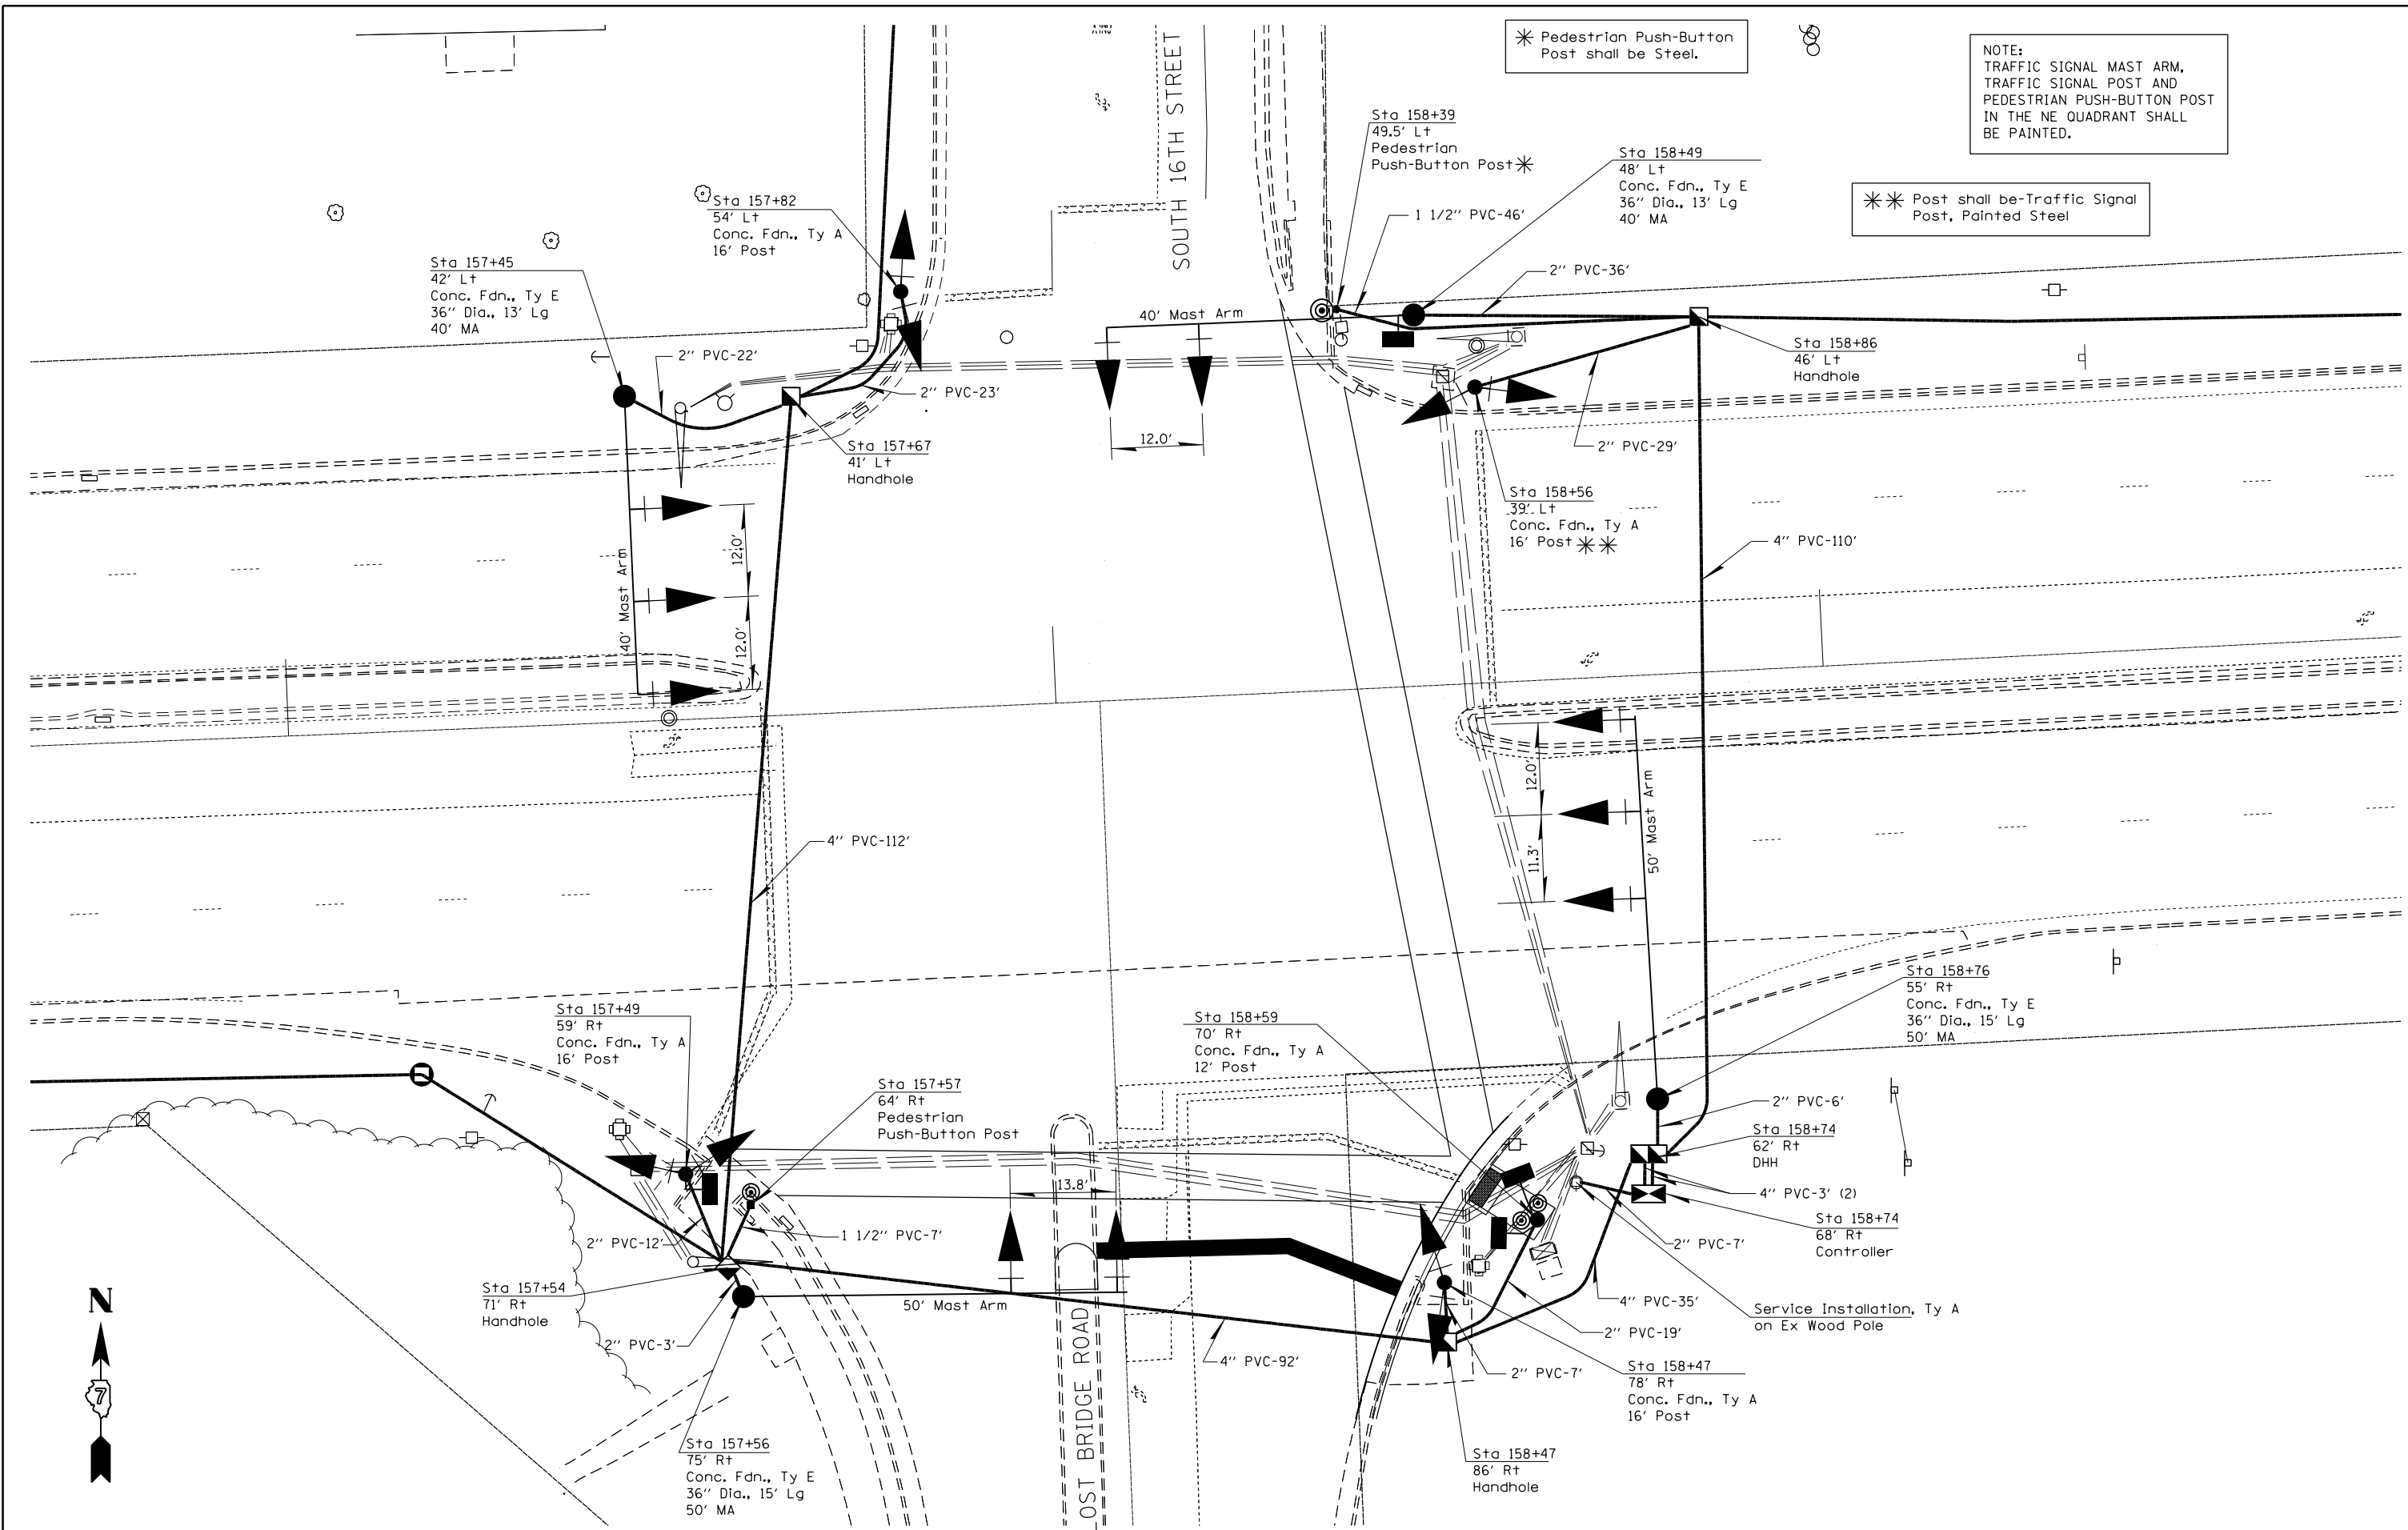 ✳ Pedestrian Push-Button
Post shall be Steel.
NOTE:
TRAFFIC SIGNAL MAST ARM,
TRAFFIC SIGNAL POST AND
PEDESTRIAN PUSH-BUTTON POST
IN THE NE QUADRANT SHALL
BE PAINTED.
✳✳ Post shall be-Traffic Signal
Post, Painted Steel
SOUTH 16TH STREET
Sta 158+39
49.5' Lt
Pedestrian
Push-Button Post✳
Sta 158+49
48' Lt
Conc. Fdn., Ty E
36" Dia., 13' Lg
40' MA
1 1/2" PVC-46'
2" PVC-36'
Sta 157+82
54' Lt
Conc. Fdn., Ty A
16' Post
Sta 157+45
42' Lt
Conc. Fdn., Ty E
36" Dia., 13' Lg
40' MA
2" PVC-22'
2" PVC-23'
40' Mast Arm
12.0'
Sta 158+86
46' Lt
Handhole
Sta 157+67
41' Lt
Handhole
2" PVC-29'
Sta 158+56
39' Lt
Conc. Fdn., Ty A
16' Post ✳✳
4" PVC-110'
40' Mast Arm
12.0'
12.0'
12.0'
11.3'
50' Mast Arm
4" PVC-112'
Sta 158+76
55' Rt
Conc. Fdn., Ty E
36" Dia., 15' Lg
50' MA
Sta 157+49
59' Rt
Conc. Fdn., Ty A
16' Post
Sta 158+59
70' Rt
Conc. Fdn., Ty A
12' Post
Sta 157+57
64' Rt
Pedestrian
Push-Button Post
2" PVC-6'
Sta 158+74
62' Rt
DHH
4" PVC-3' (2)
Sta 158+74
68' Rt
Controller
13.8'
2" PVC-12'
1 1/2" PVC-7'
2" PVC-7'
Sta 157+54
71' Rt
Handhole
50' Mast Arm
4" PVC-35'
Service Installation, Ty A
on Ex Wood Pole
2" PVC-3'
4" PVC-92'
2" PVC-19'
2" PVC-7'
Sta 158+47
78' Rt
Conc. Fdn., Ty A
16' Post
Sta 157+56
75' Rt
Conc. Fdn., Ty E
36" Dia., 15' Lg
50' MA
Sta 158+47
86' Rt
Handhole
OST BRIDGE ROAD
N
7